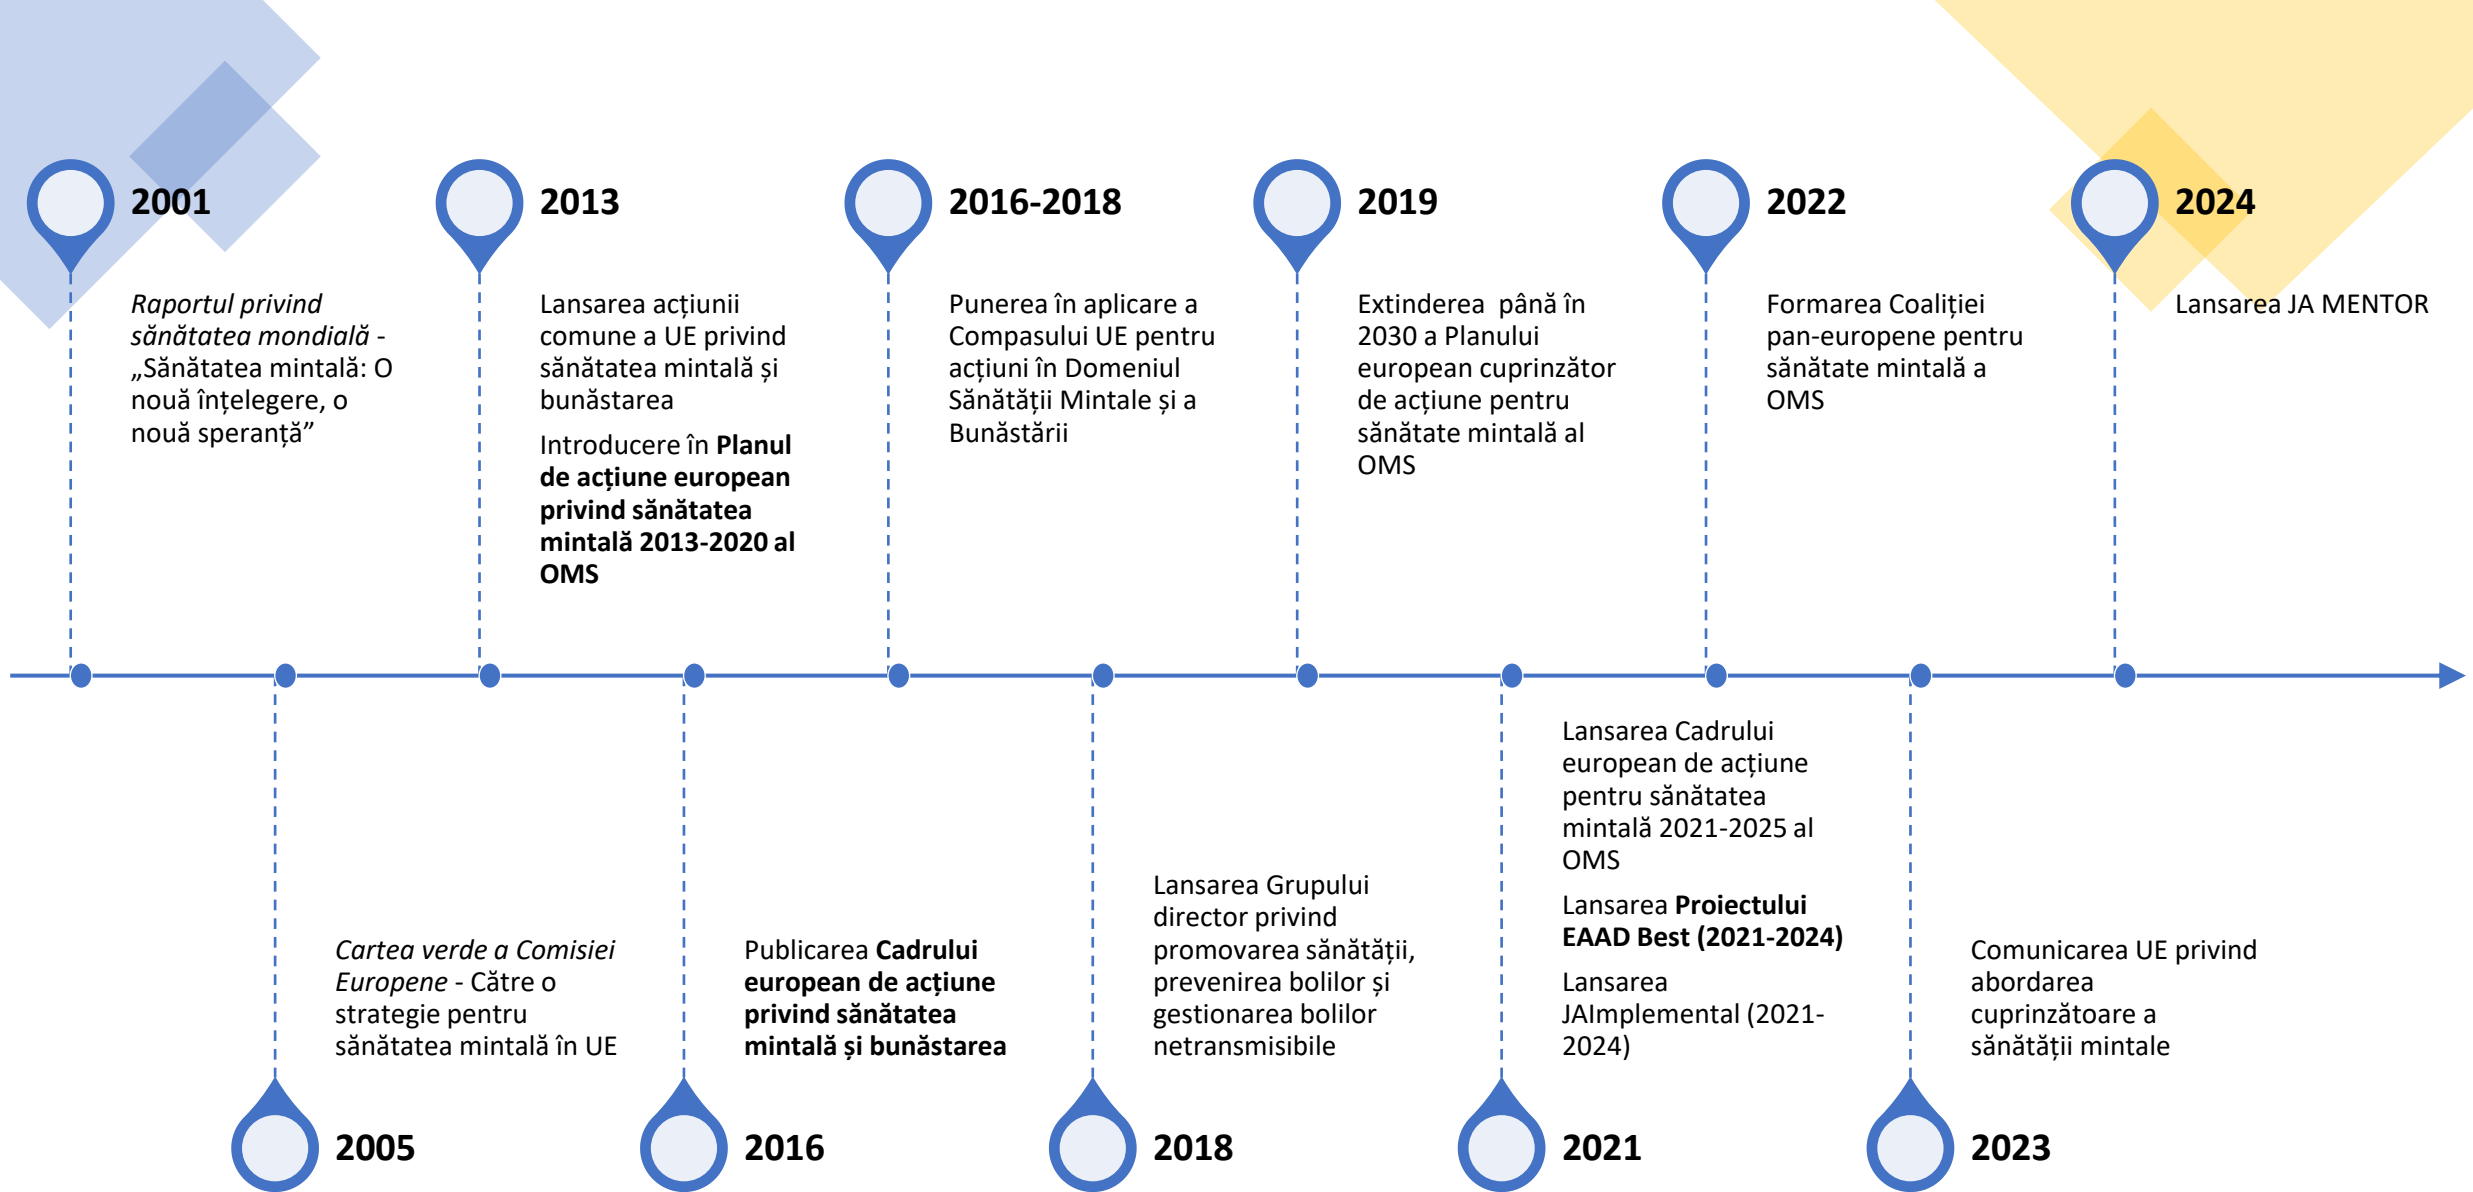 2001
Raportul privind
sănătatea mondială -
„Sănătatea mintală: O
nouă înțelegere, o
nouă speranță”
2013
Lansarea acțiunii
comune a UE privind
sănătatea mintală și
bunăstarea
Introducere în Planul
de acțiune european
privind sănătatea
mintală 2013-2020 al
OMS
2016-2018
Punerea în aplicare a
Compasului UE pentru
acțiuni în Domeniul
Sănătății Mintale și a
Bunăstării
2019
Extinderea  până în
2030 a Planului
european cuprinzător
de acțiune pentru
sănătate mintală al
OMS
2022
Formarea Coaliției
pan-europene pentru
sănătate mintală a
OMS
2024
Lansarea JA MENTOR
Cartea verde a Comisiei
Europene - Către o
strategie pentru
sănătatea mintală în UE
2005
Publicarea Cadrului
european de acțiune
privind sănătatea
mintală și bunăstarea
2016
Lansarea Grupului
director privind
promovarea sănătății,
prevenirea bolilor și
gestionarea bolilor
netransmisibile
2018
Lansarea Cadrului
european de acțiune
pentru sănătatea
mintală 2021-2025 al
OMS
Lansarea Proiectului
EAAD Best (2021-2024)
Lansarea
JAImplemental (2021-
2024)
2021
Comunicarea UE privind
abordarea
cuprinzătoare a
sănătății mintale
2023